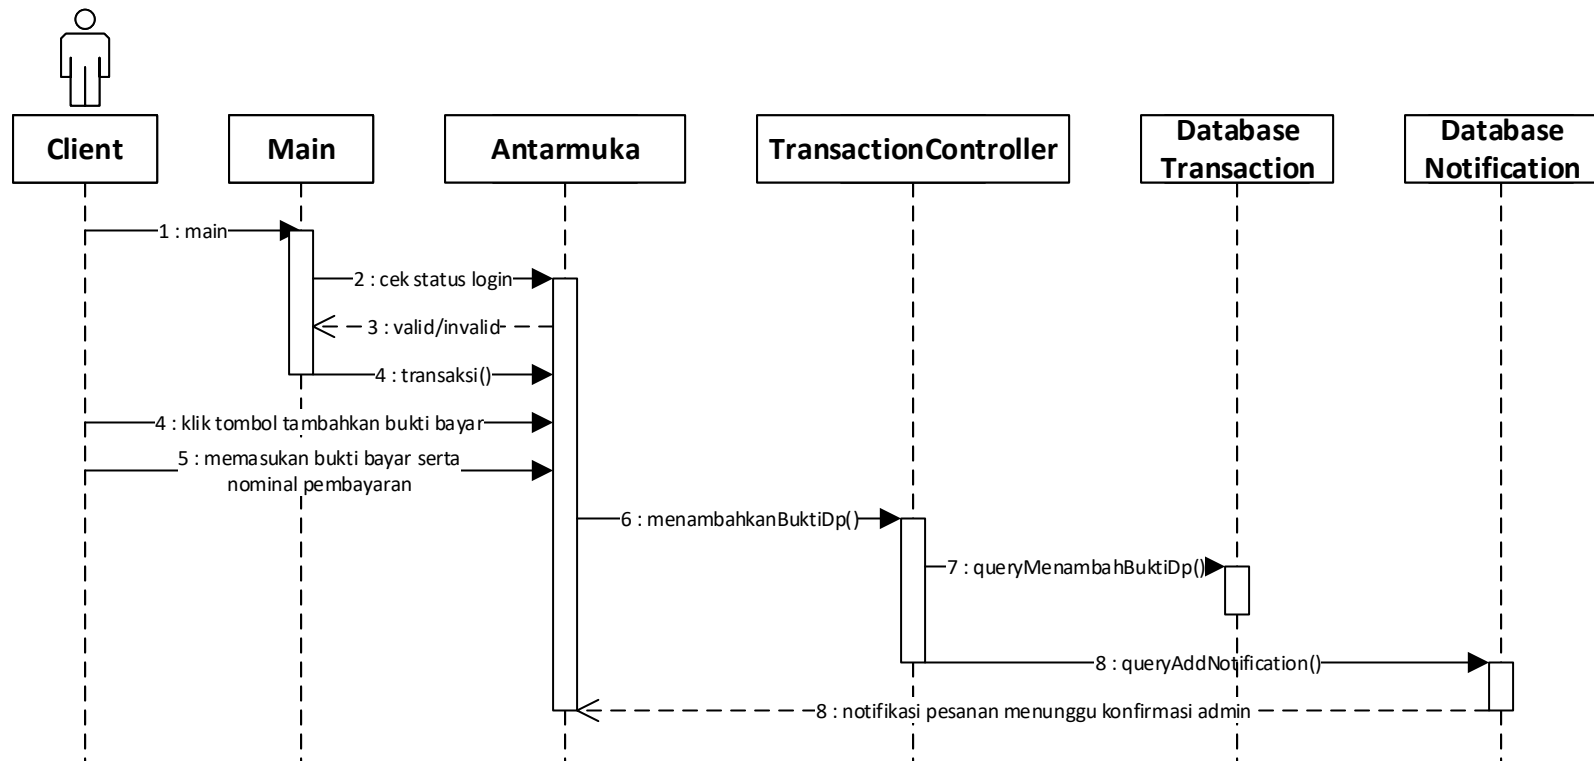 Client
Main
Antarmuka
TransactionController
Database
Transaction
Database
Notification
1 : main
2 : cek status login
3 : valid/invalid
4 : transaksi()
4 : klik tombol tambahkan bukti bayar
5 : memasukan bukti bayar serta
nominal pembayaran
6 : menambahkanBuktiDp()
7 : queryMenambahBuktiDp()
8 : queryAddNotification()
8 : notifikasi pesanan menunggu konfirmasi admin